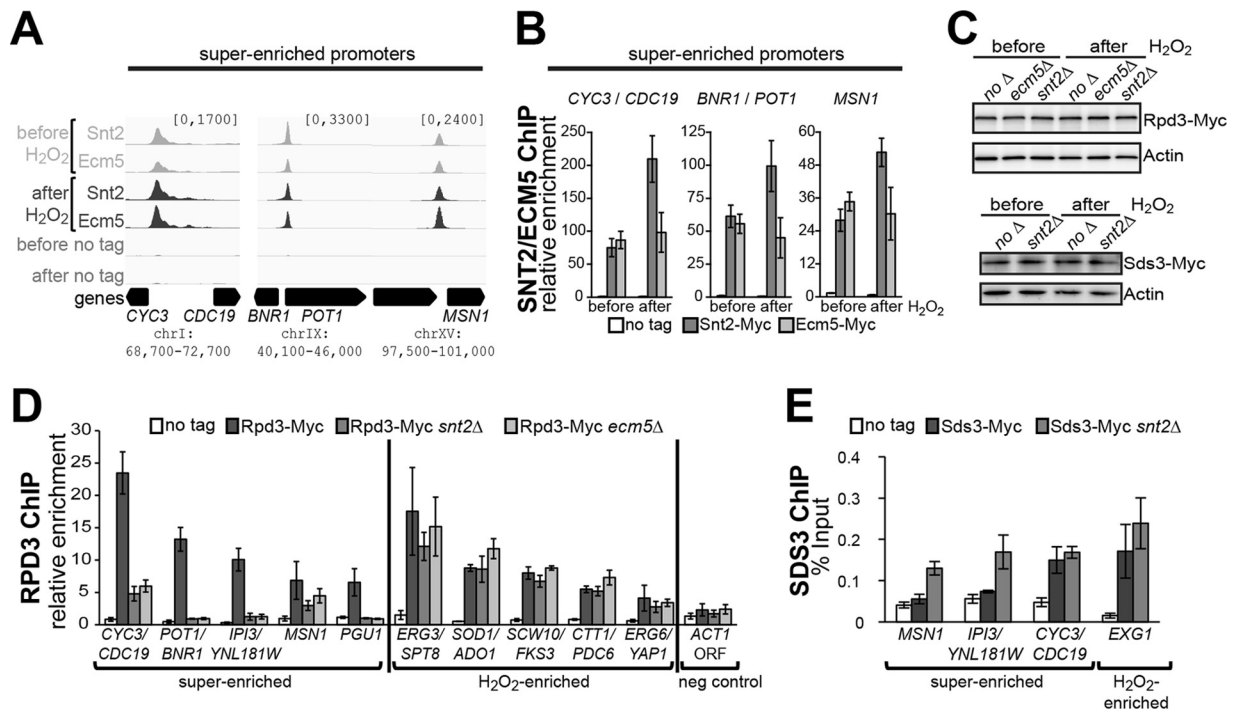 A
super-enriched promoters
[0,1700] [0,3300] [0,2400]
before H2O2
Snt2
Ecm5
after H2O2
Snt2
Ecm5
before no tag
after no tag
genes
CYC3 CDC19 BNR1 POT1 MSN1
chrI: chrIX: chrXV:
68,700-72,700 40,100-46,000 97,500-101,000
B
super-enriched promoters
CYC3 / CDC19 BNR1 / POT1 MSN1
SNT2/ECM5 ChIP
relative enrichment
250 200 150 100 50 0
125 100 75 50 25 0
60 48 36 24 12 0
before after before after before after H2O2
no tag Snt2-Myc Ecm5-Myc
C
before after H2O2
no Δ ecm5Δ snt2Δ no Δ ecm5Δ snt2Δ
Rpd3-Myc
Actin
before after H2O2
no Δ snt2Δ no Δ snt2Δ
Sds3-Myc
Actin
D
no tag Rpd3-Myc Rpd3-Myc snt2Δ Rpd3-Myc ecm5Δ
RPD3 ChIP
relative enrichment
30 25 20 15 10 5 0
CYC3/ POT1/ IPI3/ MSN1 PGU1 ERG3/ SOD1/ SCW10/ CTT1/ ERG6/ ACT1
CDC19 BNR1 YNL181W SPT8 ADO1 FKS3 PDC6 YAP1 ORF
super-enriched H2O2-enriched neg control
E
no tag Sds3-Myc Sds3-Myc snt2Δ
SDS3 ChIP
% Input
0.4 0.3 0.2 0.1 0
MSN1 IPI3/ CYC3/ EXG1
YNL181W CDC19
super-enriched H2O2-
enriched